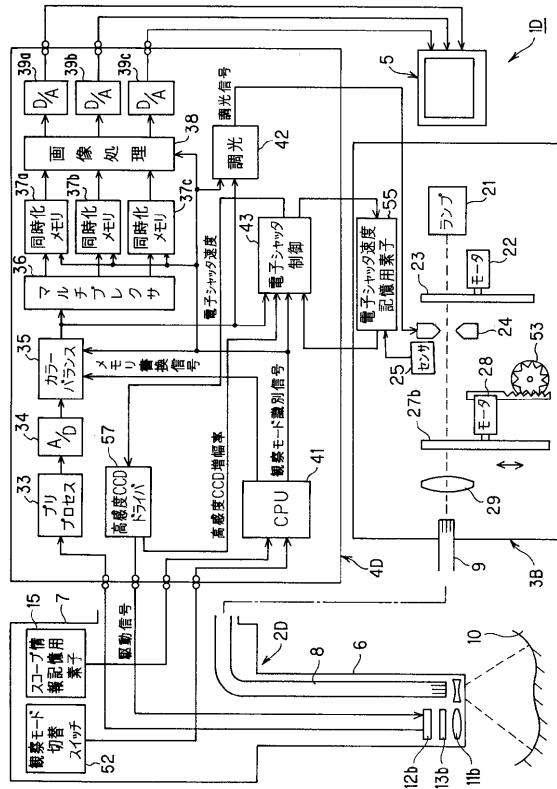 スコープ情
報記憶用
素子
15
7
観察モード
切替
スイッチ
52
駆動信号
プリ
プロセス
33
A/D
34
カラー
バランス
35
マルチプレクサ
36
同時化
メモリ
37a
同時化
メモリ
37b
同時化
メモリ
37c
画像処理
38
D/A
39a
D/A
39b
D/A
39c
高感度CCD
ドライバ
57
メモリ書換信号
観察モード識別信号
高感度CCD増幅率
電子シャッタ速度
CPU
41
調光
42
調光信号
電子シャッタ
制御
43
電子シャッタ速度
記憶用素子
55
4D
5
1D
2D
6
8
12b
13b
11b
10
ランプ
21
モータ
22
23
24
センサ
25
モータ
28
27b
53
29
9
3B